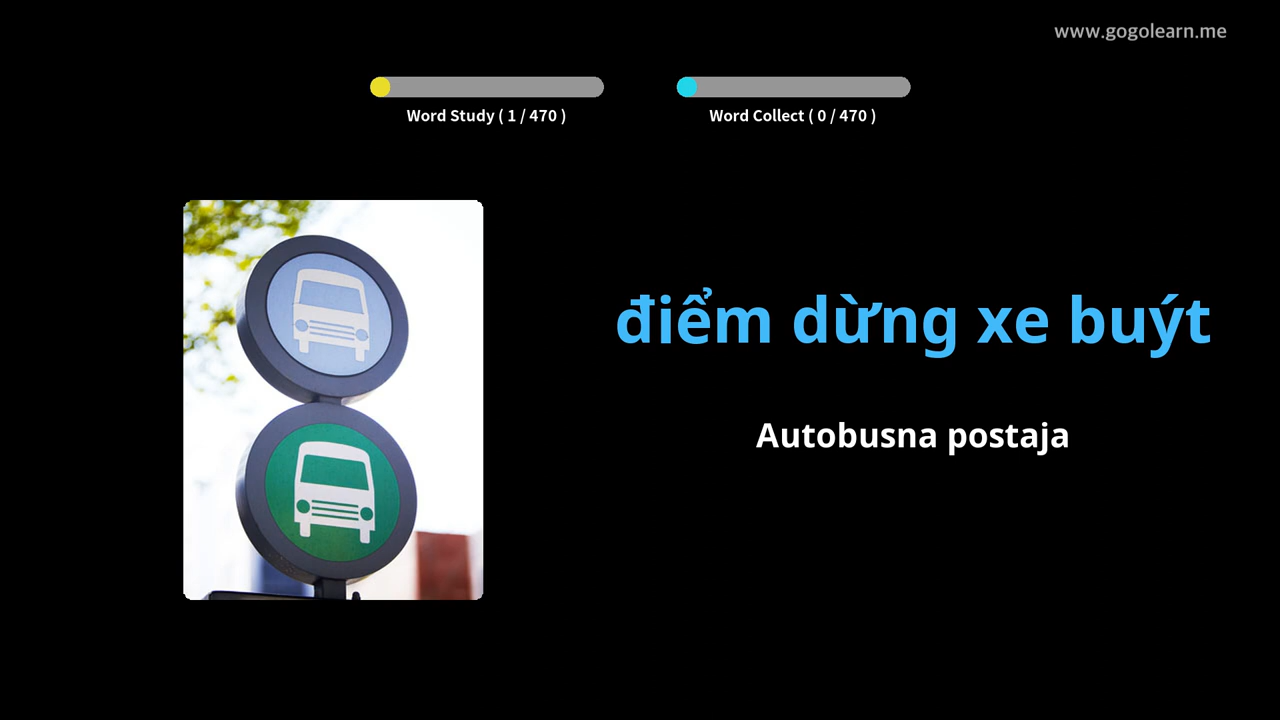 www.gogolearn.me
Word Study ( 1 / 470 )
Word Collect ( 0 / 470 )
điểm dừng xe buýt
Autobusna postaja